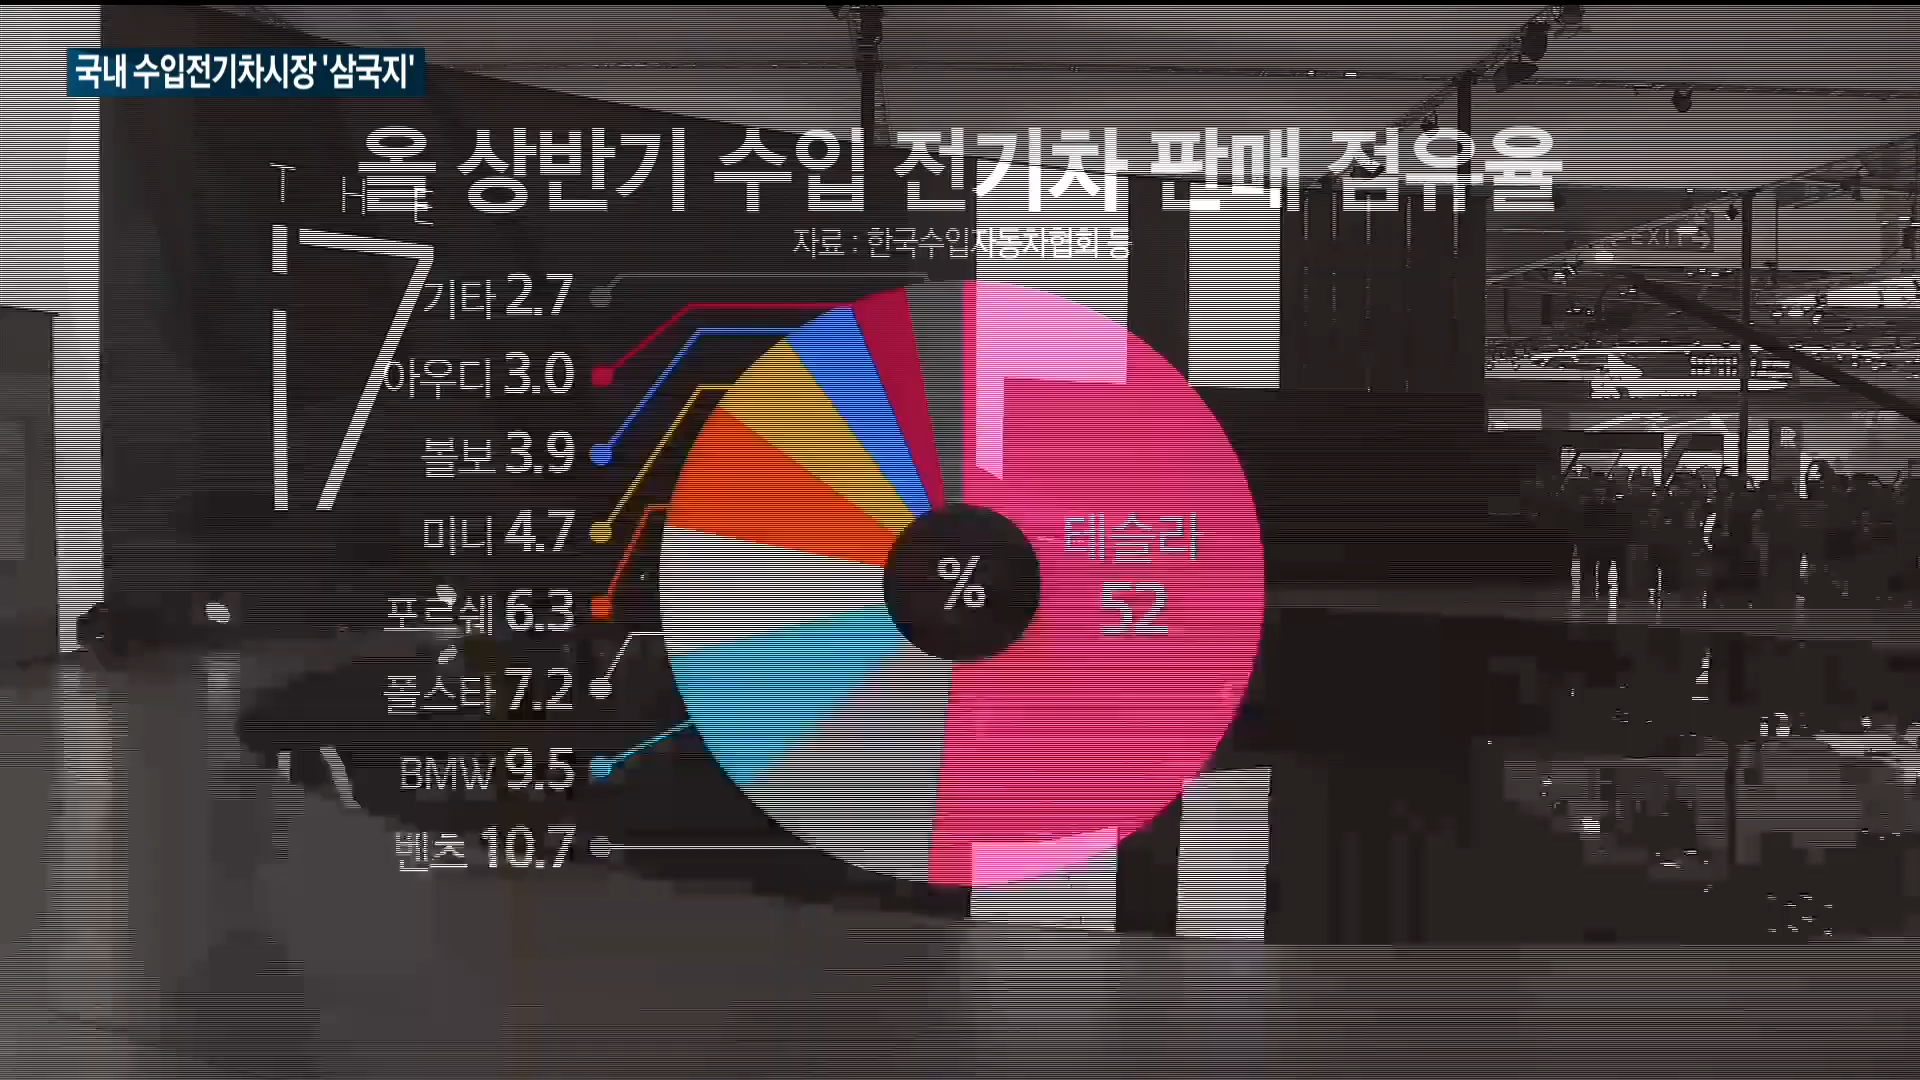 국내 수입전기차시장 '삼국지'
올 상반기 수입 전기차 판매 점유율
자료 : 한국수입자동차협회 등
THE
i7
EXIT
기타 2.7
아우디 3.0
볼보 3.9
미니 4.7
포르쉐 6.3
폴스타 7.2
BMW 9.5
벤츠 10.7
%
테슬라
52